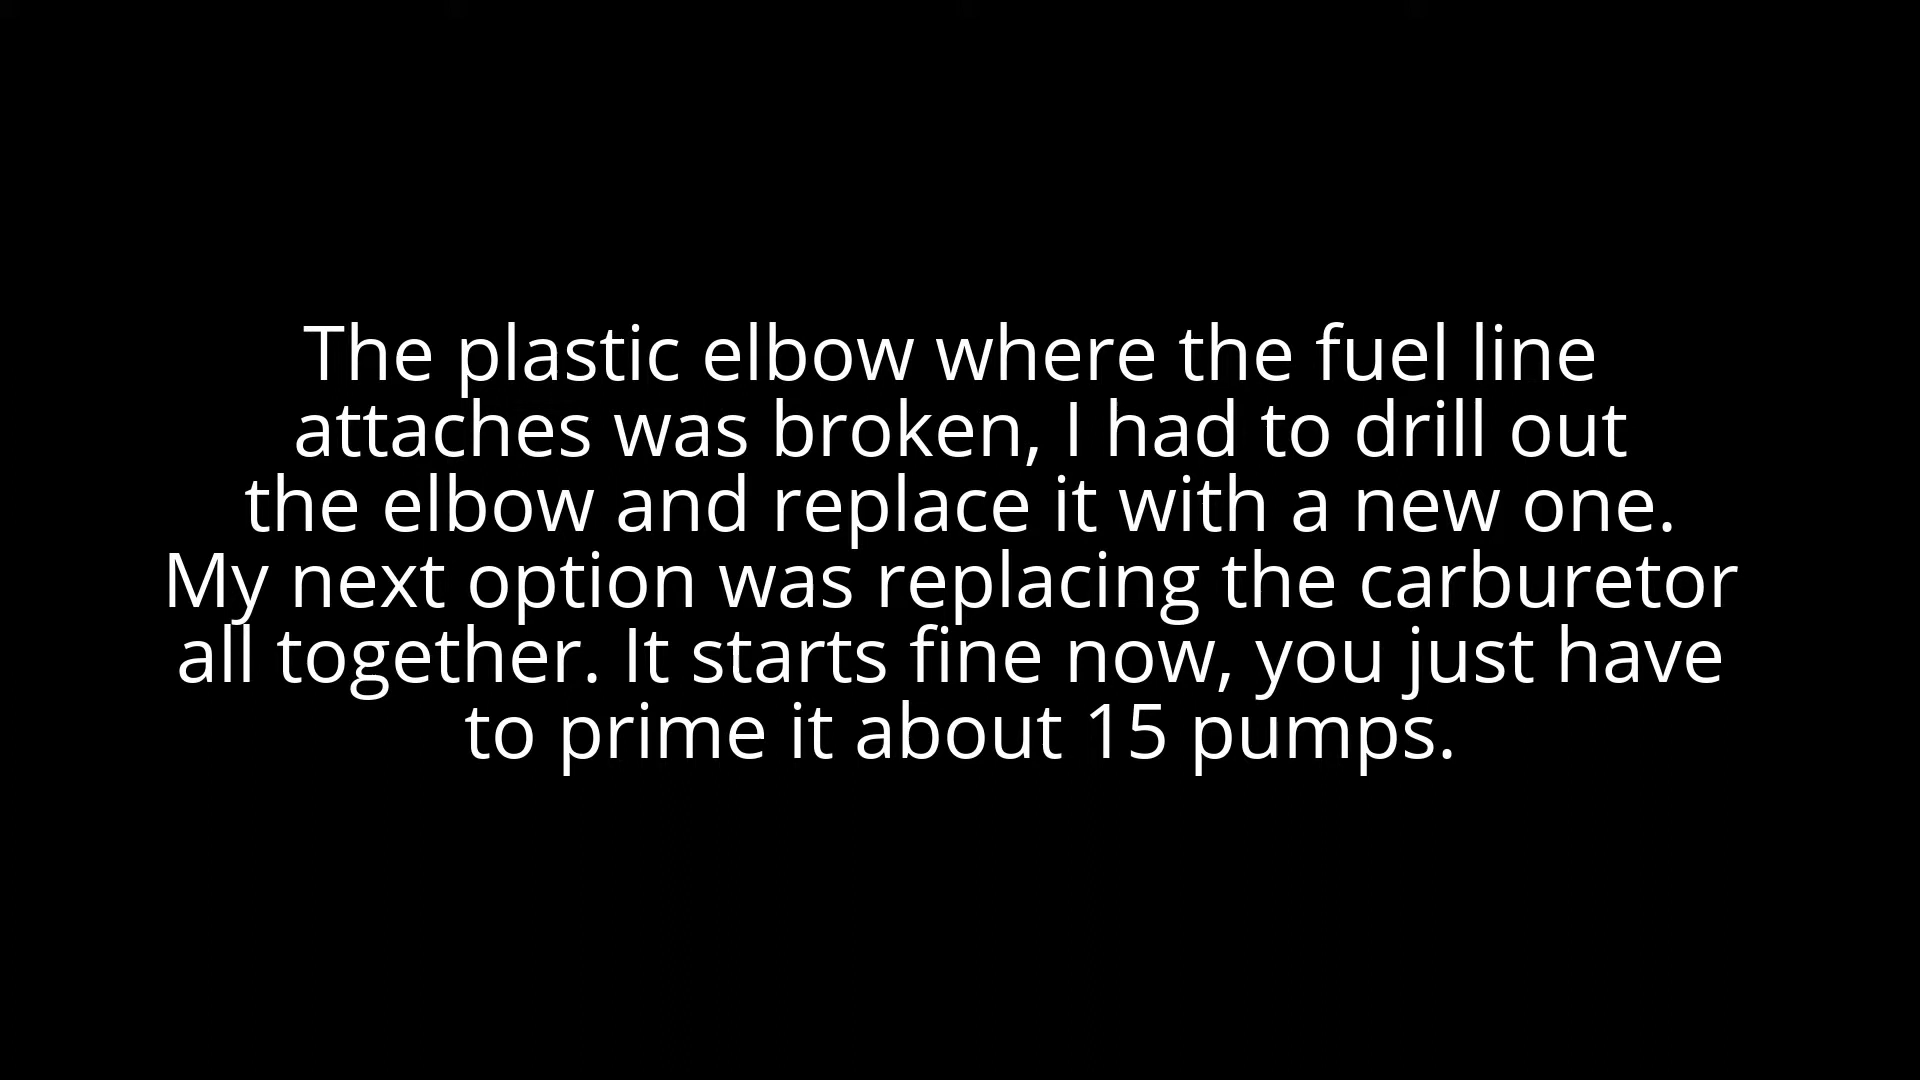 The plastic elbow where the fuel line
attaches was broken, I had to drill out
the elbow and replace it with a new one.
My next option was replacing the carburetor
all together. It starts fine now, you just have
to prime it about 15 pumps.